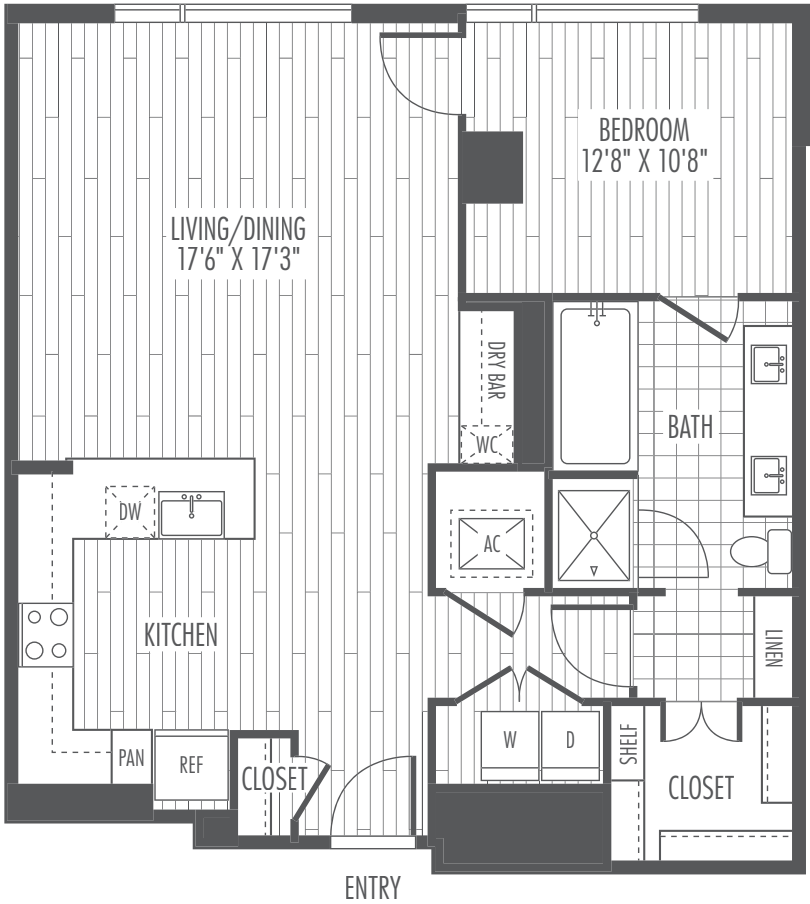 BEDROOM
12'8" X 10'8"
LIVING/DINING
17'6" X 17'3"
DRY BAR
WC
BATH
DW
AC
KITCHEN
LINEN
PAN
REF
CLOSET
W
D
SHELF
CLOSET
ENTRY